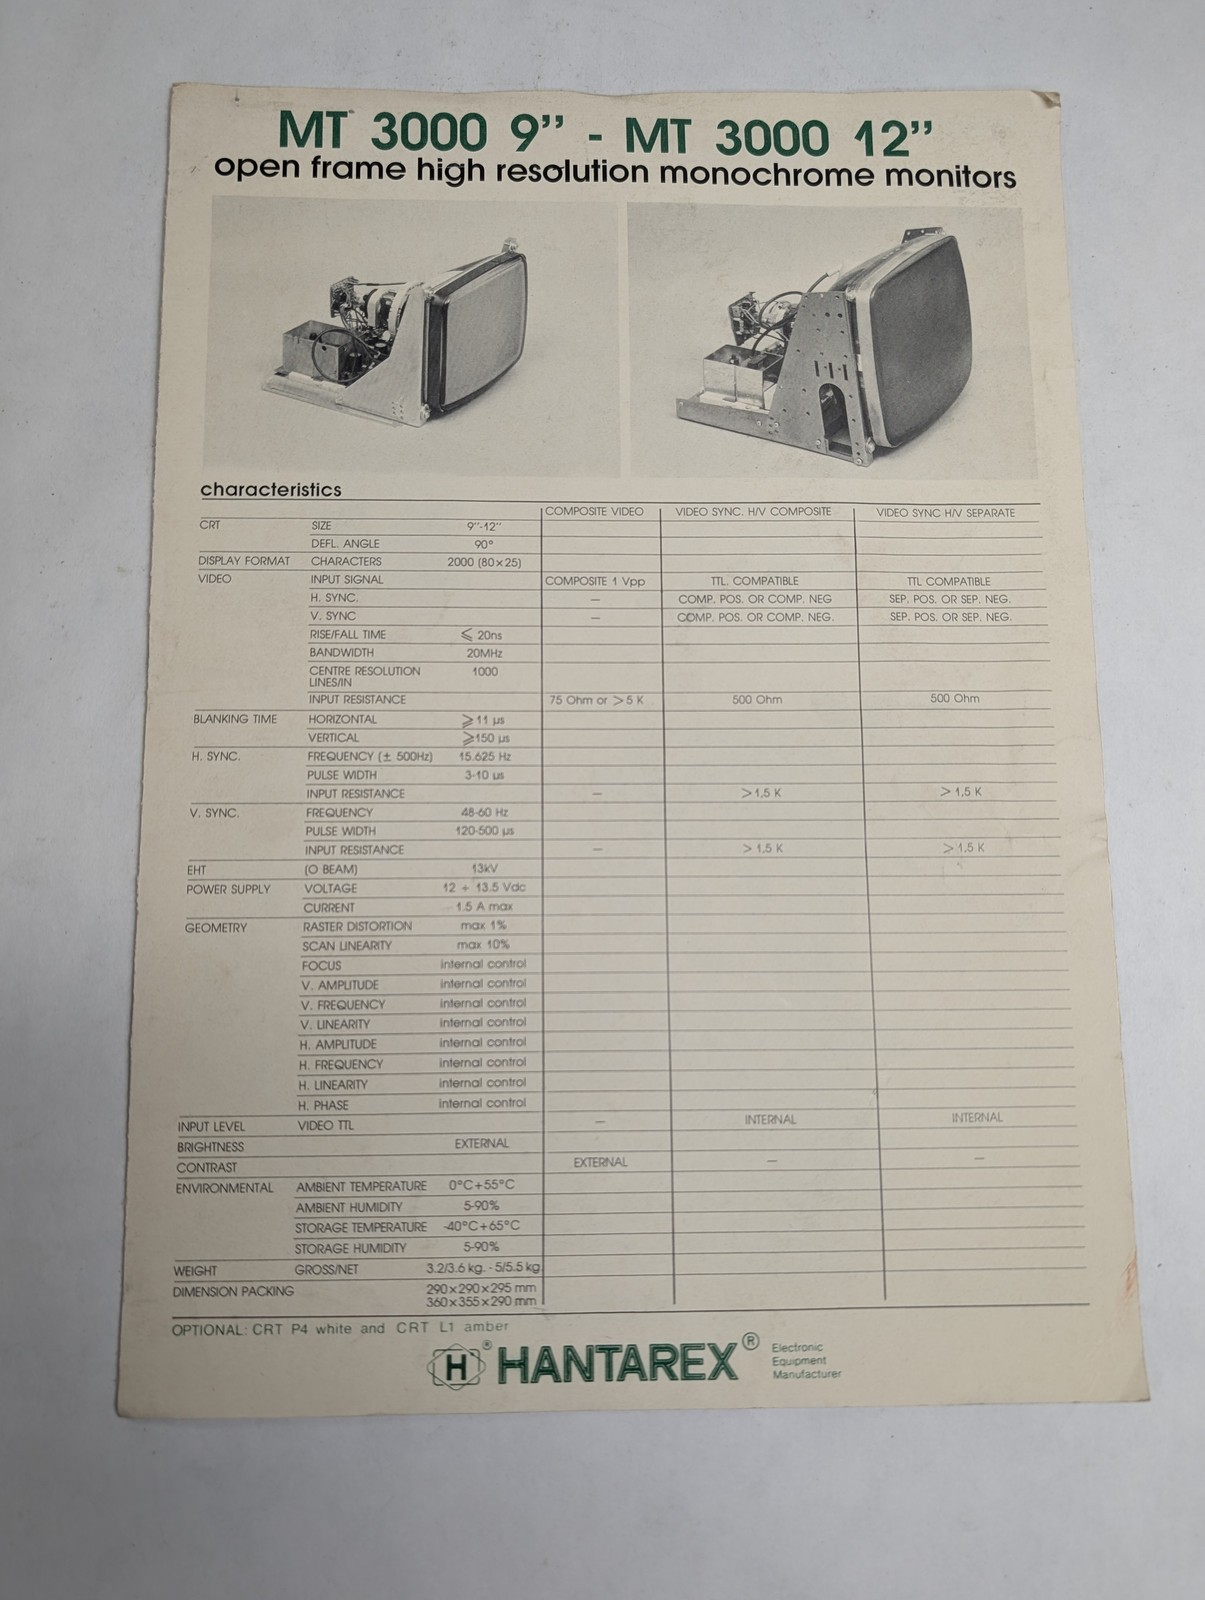 MT 3000 9" - MT 3000 12"
open frame high resolution monochrome monitors
characteristics
COMPOSITE VIDEO VIDEO SYNC. H/V COMPOSITE VIDEO SYNC H/V SEPARATE
CRT SIZE 9"-12"
DEFL. ANGLE 90°
DISPLAY FORMAT CHARACTERS 2000 (80×25)
VIDEO INPUT SIGNAL COMPOSITE 1 Vpp TTL. COMPATIBLE TTL COMPATIBLE
H. SYNC. — COMP. POS. OR COMP. NEG SEP. POS. OR SEP. NEG.
V. SYNC — COMP. POS. OR COMP. NEG. SEP. POS. OR SEP. NEG.
RISE/FALL TIME ⩽ 20ns
BANDWIDTH 20MHz
CENTRE RESOLUTION 1000
LINES/IN
INPUT RESISTANCE 75 Ohm or >5 K 500 Ohm 500 Ohm
BLANKING TIME HORIZONTAL ⩾11 µs
VERTICAL ⩾150 µs
H. SYNC. FREQUENCY (± 500Hz) 15.625 Hz
PULSE WIDTH 3-10 µs
INPUT RESISTANCE — >1,5 K >1,5 K
V. SYNC. FREQUENCY 48-60 Hz
PULSE WIDTH 120-500 µs
INPUT RESISTANCE — >1,5 K >1,5 K
EHT (O BEAM) 13kV
POWER SUPPLY VOLTAGE 12 ÷ 13.5 Vdc
CURRENT 1.5 A max
GEOMETRY RASTER DISTORTION max 1%
SCAN LINEARITY max 10%
FOCUS internal control
V. AMPLITUDE internal control
V. FREQUENCY internal control
V. LINEARITY internal control
H. AMPLITUDE internal control
H. FREQUENCY internal control
H. LINEARITY internal control
H. PHASE internal control
INPUT LEVEL VIDEO TTL — INTERNAL INTERNAL
BRIGHTNESS EXTERNAL
CONTRAST EXTERNAL — —
ENVIRONMENTAL AMBIENT TEMPERATURE 0°C+55°C
AMBIENT HUMIDITY 5-90%
STORAGE TEMPERATURE -40°C+65°C
STORAGE HUMIDITY 5-90%
WEIGHT GROSS/NET 3.2/3.6 kg. - 5/5.5 kg
DIMENSION PACKING 290×290×295 mm
360×355×290 mm
OPTIONAL: CRT P4 white and CRT L1 amber
H® HANTAREX® Electronic
Equipment
Manufacturer